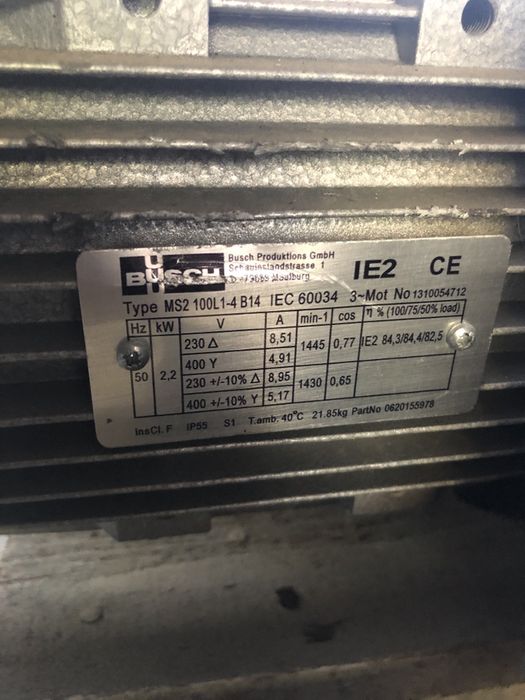 BUSCH
Busch Produktions GmbH
Schauinslandstrasse 1
D - 79689 Maulburg
IE2 CE
Type MS2 100L1-4 B14 IEC 60034 3~Mot No 1310054712
Hz kW V A min-1 cos η % (100/75/50% load)
50 2,2 230 Δ 8,51 1445 0,77 IE2 84,3/84,4/82,5
400 Y 4,91
230 +/-10% Δ 8,95 1430 0,65
400 +/-10% Y 5,17
InsCl. F IP55 S1 T.amb. 40°C 21.85kg PartNo 0620155978